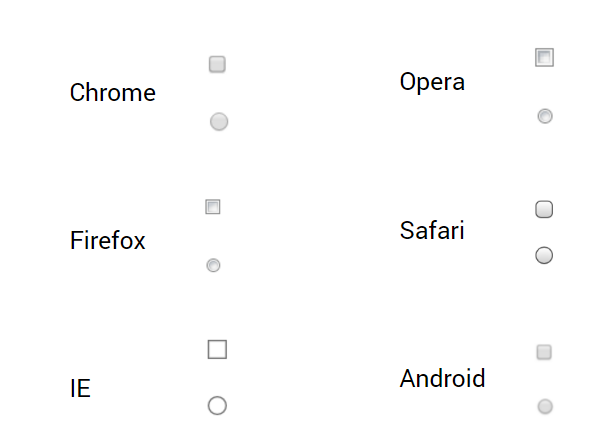 Chrome
Opera
Firefox
Safari
IE
Android